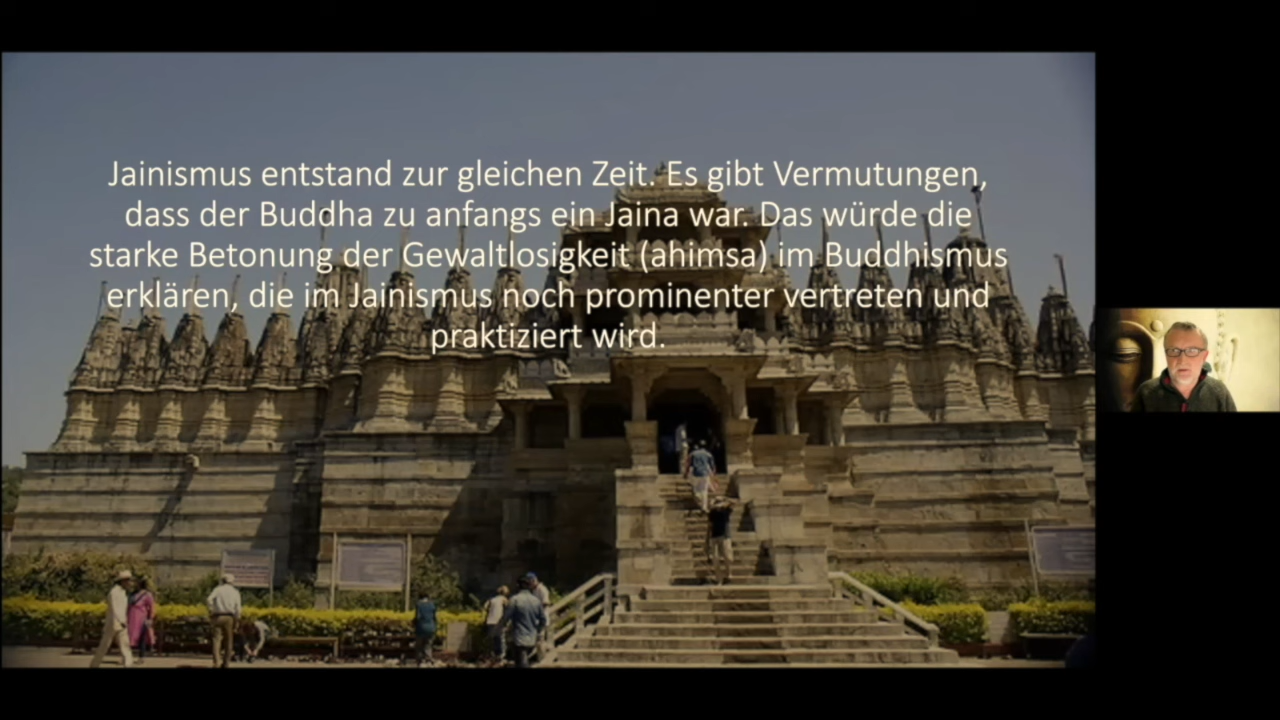 Jainismus entstand zur gleichen Zeit. Es gibt Vermutungen,
dass der Buddha zu anfangs ein Jaina war. Das würde die
starke Betonung der Gewaltlosigkeit (ahimsa) im Buddhismus
erklären, die im Jainismus noch prominenter vertreten und
praktiziert wird.